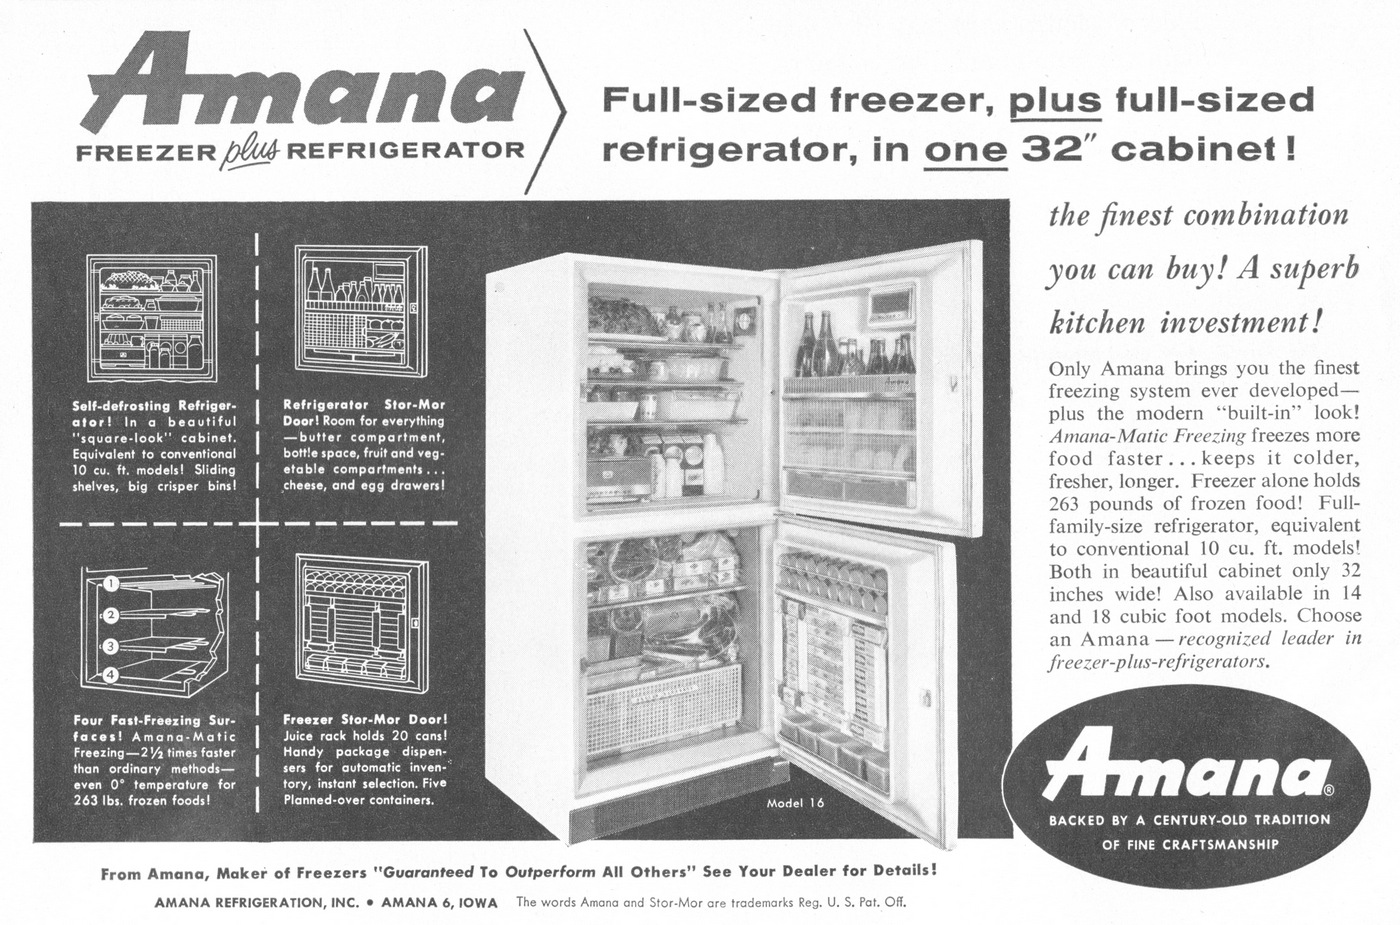 Amana
FREEZER plus REFRIGERATOR
Full-sized freezer, plus full-sized
refrigerator, in one 32" cabinet!
the finest combination
you can buy! A superb
kitchen investment!
Only Amana brings you the finest
freezing system ever developed—
plus the modern "built-in" look!
Amana-Matic Freezing freezes more
food faster...keeps it colder,
fresher, longer. Freezer alone holds
263 pounds of frozen food! Full-
family-size refrigerator, equivalent
to conventional 10 cu. ft. models!
Both in beautiful cabinet only 32
inches wide! Also available in 14
and 18 cubic foot models. Choose
an Amana — recognized leader in
freezer-plus-refrigerators.
Self-defrosting Refriger-
ator! In a beautiful
"square-look" cabinet.
Equivalent to conventional
10 cu. ft. models! Sliding
shelves, big crisper bins!
Refrigerator Stor-Mor
Door! Room for everything
—butter compartment,
bottle space, fruit and veg-
etable compartments...
cheese, and egg drawers!
1
2
3
4
Four Fast-Freezing Sur-
faces! Amana-Matic
Freezing—2½ times faster
than ordinary methods—
even 0° temperature for
263 lbs. frozen foods!
Freezer Stor-Mor Door!
Juice rack holds 20 cans!
Handy package dispen-
sers for automatic inven-
tory, instant selection. Five
Planned-over containers.
Amana
Model 16
Amana®
BACKED BY A CENTURY-OLD TRADITION
OF FINE CRAFTSMANSHIP
From Amana, Maker of Freezers "Guaranteed To Outperform All Others" See Your Dealer for Details!
AMANA REFRIGERATION, INC. • AMANA 6, IOWA The words Amana and Stor-Mor are trademarks Reg. U. S. Pat. Off.